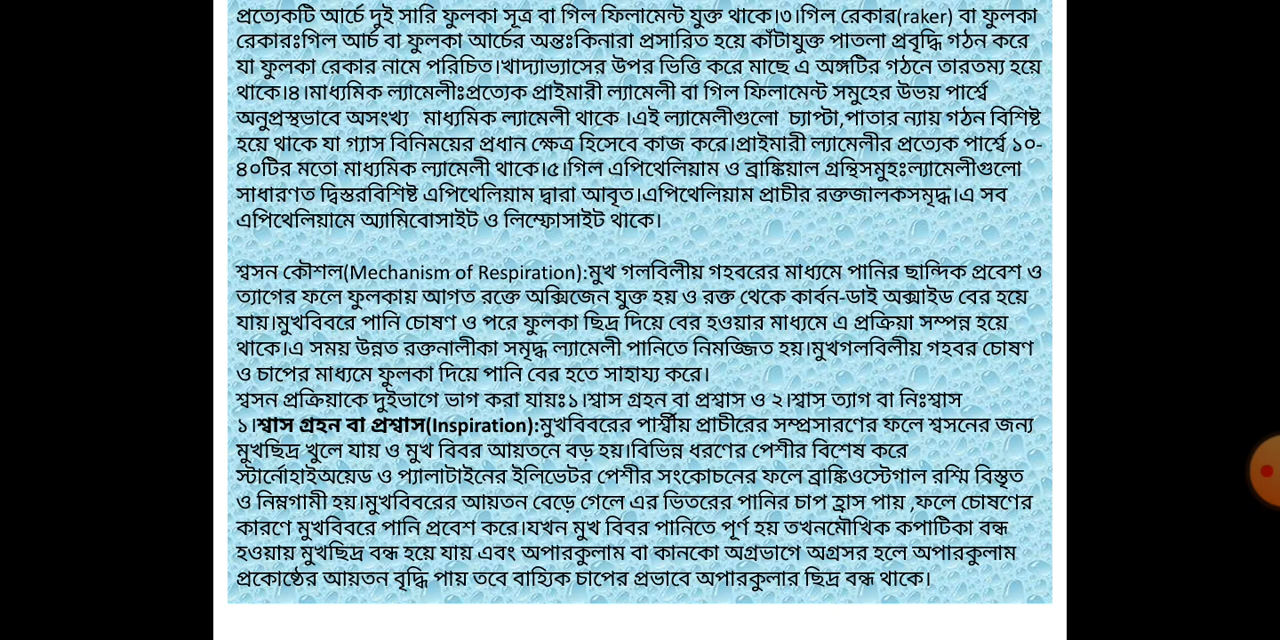 প্রত্যেকটি আর্চে দুই সারি ফুলকা সূত্র বা গিল ফিলামেন্ট যুক্ত থাকে।৩।গিল রেকার(raker) বা ফুলকা
রেকারঃগিল আর্চ বা ফুলকা আর্চের অন্তঃকিনারা প্রসারিত হয়ে কাঁটাযুক্ত পাতলা প্রবৃদ্ধি গঠন করে
যা ফুলকা রেকার নামে পরিচিত।খাদ্যাভ্যাসের উপর ভিত্তি করে মাছে এ অঙ্গটির গঠনে তারতম্য হয়ে
থাকে।৪।মাধ্যমিক ল্যামেলীঃপ্রত্যেক প্রাইমারী ল্যামেলী বা গিল ফিলামেন্ট সমুহের উভয় পার্শ্বে
অনুপ্রস্থভাবে অসংখ্য মাধ্যমিক ল্যামেলী থাকে ।এই ল্যামেলীগুলো চ্যাপ্টা,পাতার ন্যায় গঠন বিশিষ্ট
হয়ে থাকে যা গ্যাস বিনিময়ের প্রধান ক্ষেত্র হিসেবে কাজ করে।প্রাইমারী ল্যামেলীর প্রত্যেক পার্শ্বে ১০-
৪০টির মতো মাধ্যমিক ল্যামেলী থাকে।৫।গিল এপিথেলিয়াম ও ব্রাঙ্কিয়াল গ্রন্থিসমুহঃল্যামেলীগুলো
সাধারণত দ্বিস্তরবিশিষ্ট এপিথেলিয়াম দ্বারা আবৃত।এপিথেলিয়াম প্রাচীর রক্তজালকসমৃদ্ধ।এ সব
এপিথেলিয়ামে অ্যামিবোসাইট ও লিম্ফোসাইট থাকে।
শ্বসন কৌশল(Mechanism of Respiration):মুখ গলবিলীয় গহবরের মাধ্যমে পানির ছান্দিক প্রবেশ ও
ত্যাগের ফলে ফুলকায় আগত রক্তে অক্সিজেন যুক্ত হয় ও রক্ত থেকে কার্বন-ডাই অক্সাইড বের হয়ে
যায়।মুখবিবরে পানি চোষণ ও পরে ফুলকা ছিদ্র দিয়ে বের হওয়ার মাধ্যমে এ প্রক্রিয়া সম্পন্ন হয়ে
থাকে।এ সময় উন্নত রক্তনালীকা সমৃদ্ধ ল্যামেলী পানিতে নিমজ্জিত হয়।মুখগলবিলীয় গহবর চোষণ
ও চাপের মাধ্যমে ফুলকা দিয়ে পানি বের হতে সাহায্য করে।
শ্বসন প্রক্রিয়াকে দুইভাগে ভাগ করা যায়ঃ১।শ্বাস গ্রহন বা প্রশ্বাস ও ২।শ্বাস ত্যাগ বা নিঃশ্বাস
১।শ্বাস গ্রহন বা প্রশ্বাস(Inspiration):মুখবিবরের পার্শ্বীয় প্রাচীরের সম্প্রসারণের ফলে শ্বসনের জন্য
মুখছিদ্র খুলে যায় ও মুখ বিবর আয়তনে বড় হয়।বিভিন্ন ধরণের পেশীর বিশেষ করে
স্টার্নোহাইঅয়েড ও প্যালাটাইনের ইলিভেটর পেশীর সংকোচনের ফলে ব্রাঙ্কিওস্টেগাল রশ্মি বিস্তৃত
ও নিম্নগামী হয়।মুখবিবরের আয়তন বেড়ে গেলে এর ভিতরের পানির চাপ হ্রাস পায় ,ফলে চোষণের
কারণে মুখবিবরে পানি প্রবেশ করে।যখন মুখ বিবর পানিতে পূর্ণ হয় তখনমৌখিক কপাটিকা বন্ধ
হওয়ায় মুখছিদ্র বন্ধ হয়ে যায় এবং অপারকুলাম বা কানকো অগ্রভাগে অগ্রসর হলে অপারকুলাম
প্রকোষ্ঠের আয়তন বৃদ্ধি পায় তবে বাহ্যিক চাপের প্রভাবে অপারকুলার ছিদ্র বন্ধ থাকে।